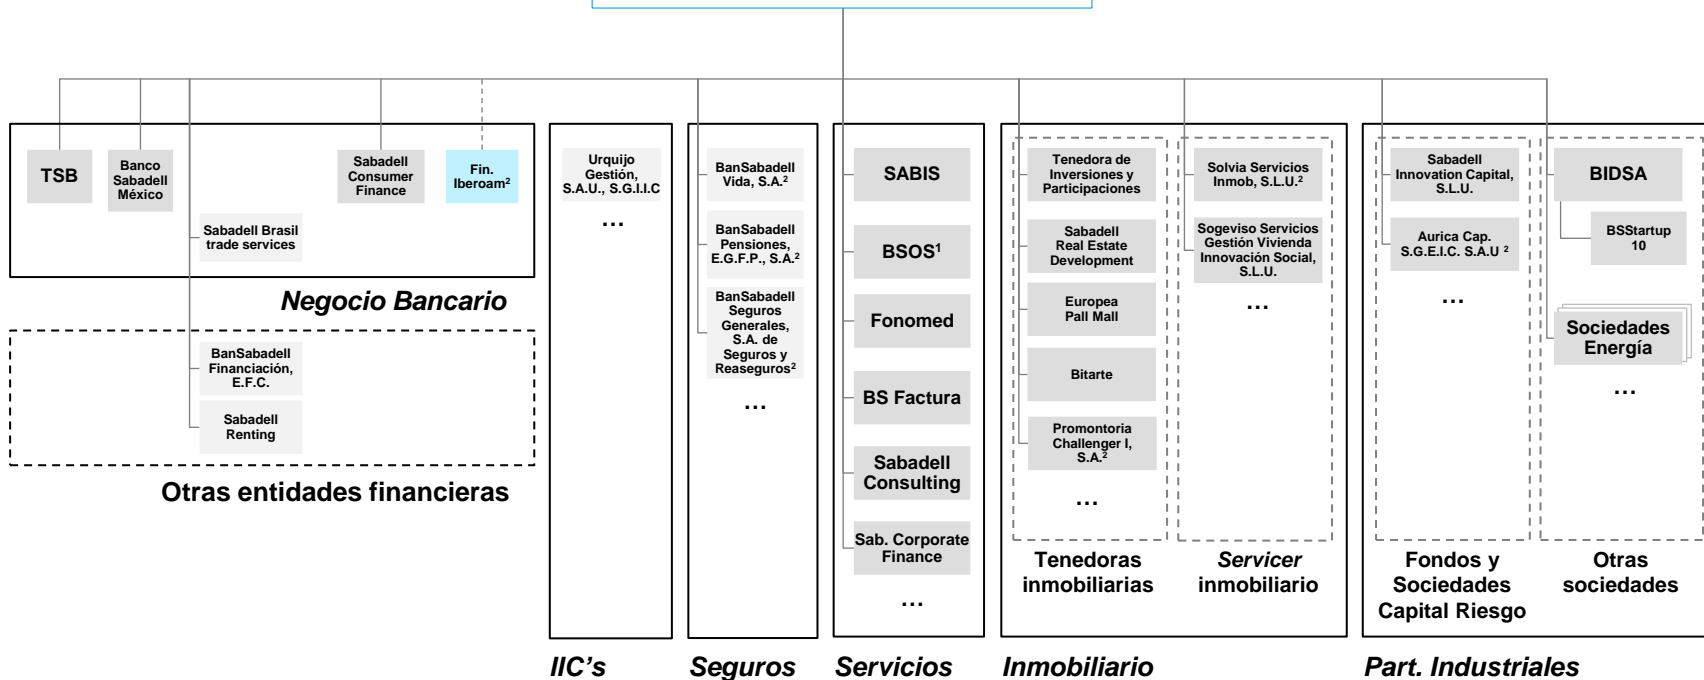 TSB
Banco
Sabadell
México
Sabadell
Consumer
Finance
Fin.
Iberoam²
Sabadell Brasil
trade services
Negocio Bancario
BanSabadell
Financiación,
E.F.C.
Sabadell
Renting
Otras entidades financieras
Urquijo
Gestión,
S.A.U., S.G.I.I.C
...
IIC's
BanSabadell
Vida, S.A.²
BanSabadell
Pensiones,
E.G.F.P., S.A.²
BanSabadell
Seguros
Generales,
S.A. de
Seguros y
Reaseguros²
...
Seguros
SABIS
BSOS¹
Fonomed
BS Factura
Sabadell
Consulting
Sab. Corporate
Finance
...
Servicios
Tenedora de
Inversiones y
Participaciones
Sabadell
Real Estate
Development
Europea
Pall Mall
Bitarte
Promontoria
Challenger I,
S.A.²
...
Tenedoras
inmobiliarias
Solvia Servicios
Inmob, S.L.U.²
Sogeviso Servicios
Gestión Vivienda
Innovación Social,
S.L.U.
...
Servicer
inmobiliario
Inmobiliario
Sabadell
Innovation Capital,
S.L.U.
Aurica Cap.
S.G.E.I.C. S.A.U ²
...
Fondos y
Sociedades
Capital Riesgo
BIDSA
BSStartup
10
Sociedades
Energía
...
Otras
sociedades
Part. Industriales